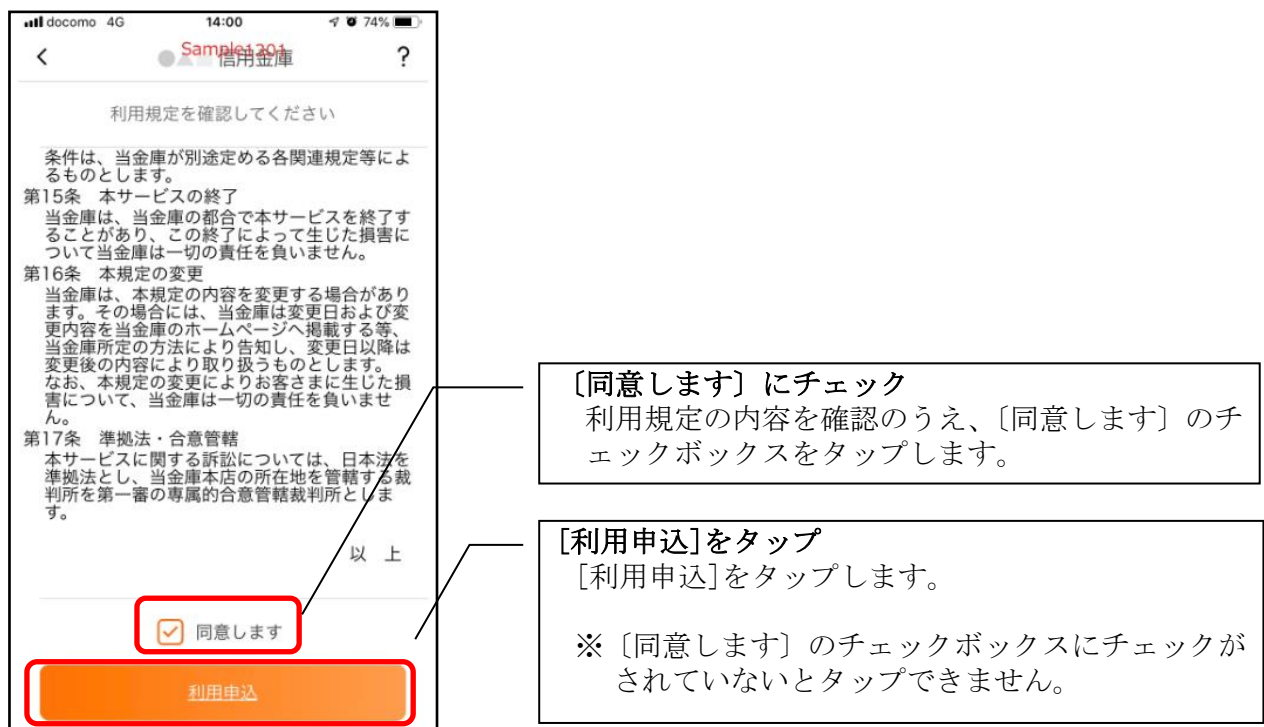 docomo 4G 14:00 74%
Sample1301
信用金庫 ?
利用規定を確認してください
条件は、当金庫が別途定める各関連規定等によ
るものとします。
第15条 本サービスの終了
当金庫は、当金庫の都合で本サービスを終了す
ることがあり、この終了によって生じた損害に
ついて当金庫は一切の責任を負いません。
第16条 本規定の変更
当金庫は、本規定の内容を変更する場合があり
ます。その場合には、当金庫は変更日および変
更内容を当金庫のホームページへ掲載する等、
当金庫所定の方法により告知し、変更日以降は
変更後の内容により取り扱うものとします。
なお、本規定の変更によりお客さまに生じた損
害について、当金庫は一切の責任を負いませ
ん。
第17条 準拠法・合意管轄
本サービスに関する訴訟については、日本法を
準拠法とし、当金庫本店の所在地を管轄する裁
判所を第一審の専属的合意管轄裁判所としま
す。
以 上
同意します
利用申込
〔同意します〕にチェック
利用規定の内容を確認のうえ、〔同意します〕のチ
ェックボックスをタップします。
[利用申込]をタップ
[利用申込]をタップします。
※〔同意します〕のチェックボックスにチェックが
されていないとタップできません。